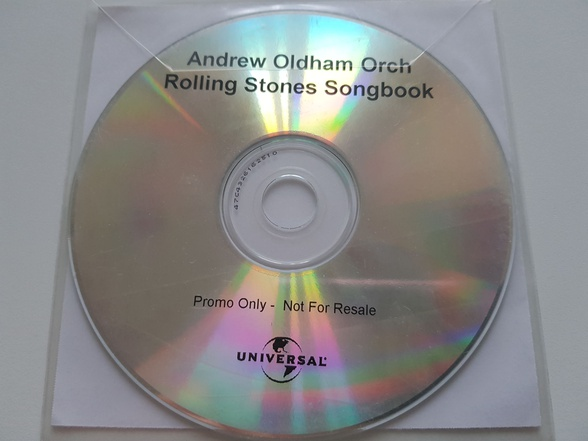 Andrew Oldham Orch
Rolling Stones Songbook
Promo Only - Not For Resale
UNIVERSAL